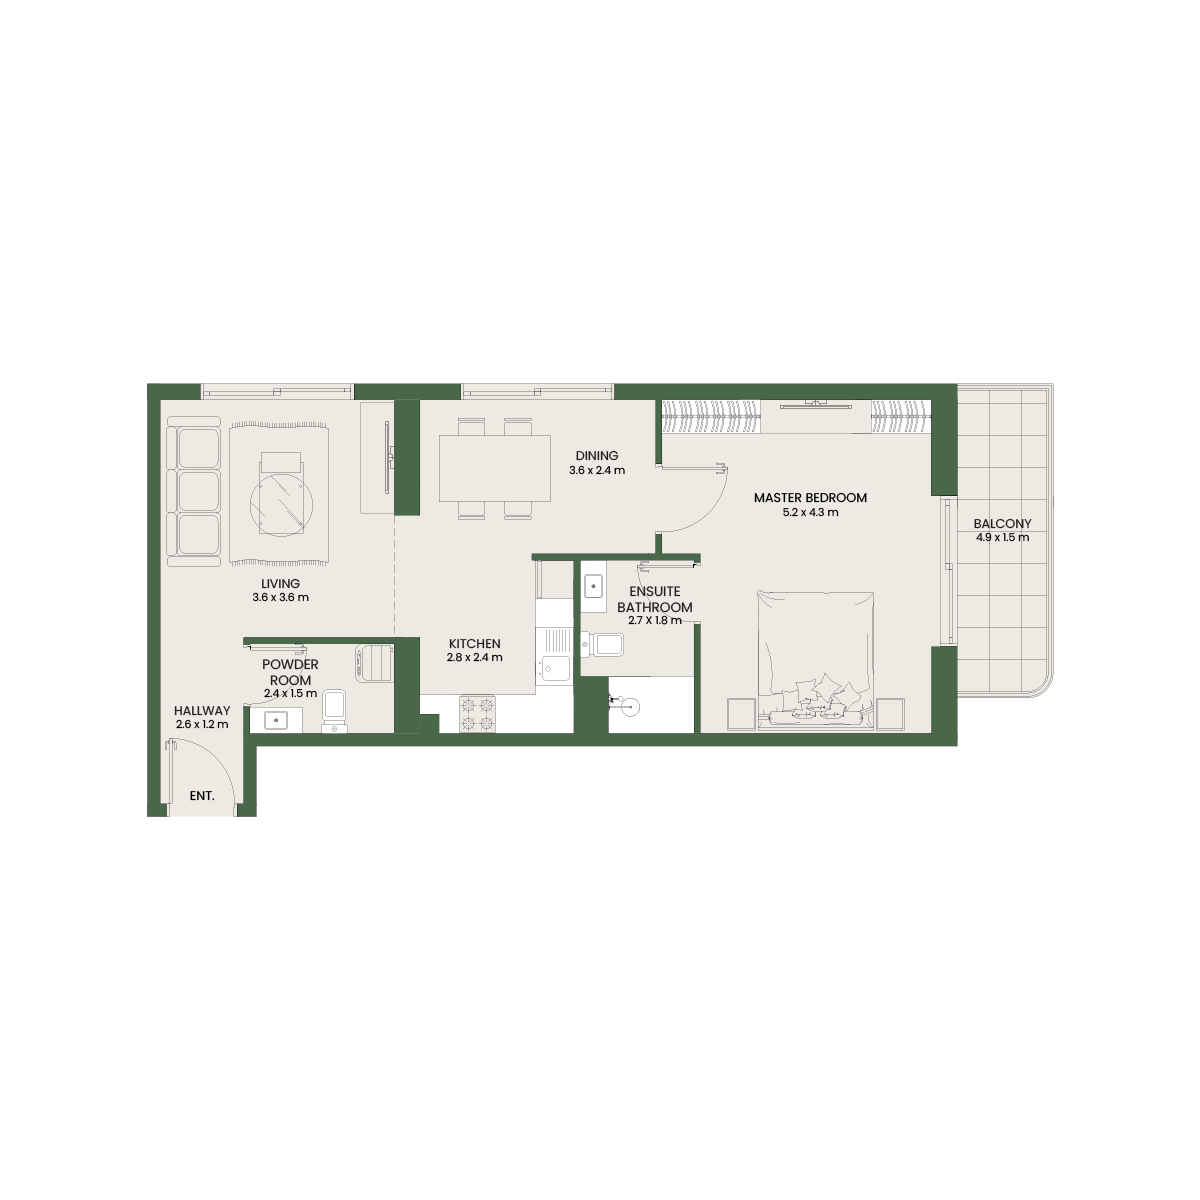 DINING
3.6 x 2.4 m
MASTER BEDROOM
5.2 x 4.3 m
BALCONY
4.9 x 1.5 m
LIVING
3.6 x 3.6 m
ENSUITE
BATHROOM
2.7 X 1.8 m
KITCHEN
2.8 x 2.4 m
POWDER
ROOM
2.4 x 1.5 m
HALLWAY
2.6 x 1.2 m
ENT.